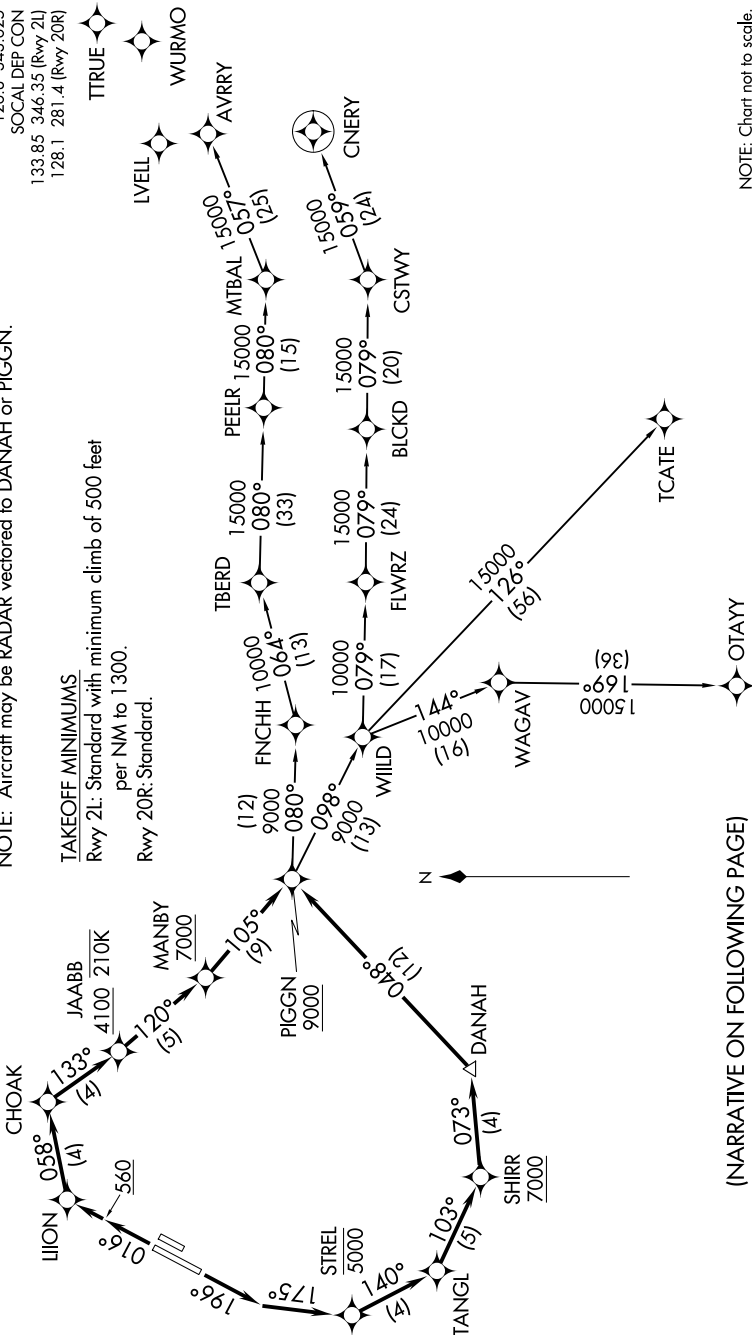 120.6 343.625
SOCAL DEP CON
133.85 346.35 (Rwy 2L)
128.1 281.4 (Rwy 20R)
NOTE: Aircraft may be RADAR vectored to DANAH or PIGGN.
TAKEOFF MINIMUMS
Rwy 2L: Standard with minimum climb of 500 feet
per NM to 1300.
Rwy 20R: Standard.
TTRUE
WURMO
LVELL
AVRRY
15000
057°
(25)
MTBAL
15000
080°
(15)
PEELR
15000
080°
(33)
TBERD
10000
064°
(13)
FNCHH
(12)
9000
080°
CNERY
15000
059°
(24)
CSTWY
15000
079°
(20)
BLCKD
15000
079°
(24)
FLWRZ
10000
079°
(17)
WIILD
098°
9000
(13)
15000
126°
(56)
TCATE
144°
10000
(16)
WAGAV
169°
15000
(36)
OTAYY
CHOAK
133°
(4)
JAABB
4100 210K
120°
(5)
MANBY
7000
105°
(9)
PIGGN
9000
N
LIION
058°
(4)
560
016°
196°
175°
STREL
5000
140°
(4)
TANGL
103°
(5)
SHIRR
7000
073°
(4)
DANAH
048°
(12)
(NARRATIVE ON FOLLOWING PAGE)
NOTE: Chart not to scale.